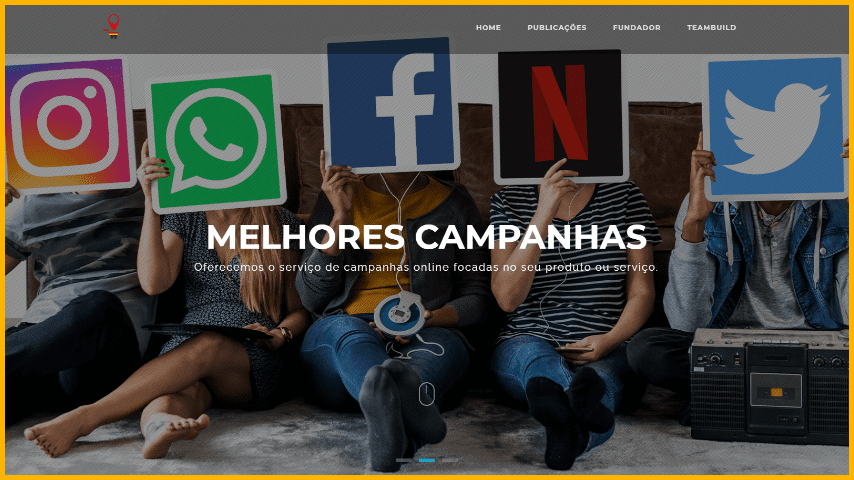 HOME PUBLICAÇÕES FUNDADOR TEAMBUILD
MELHORES CAMPANHAS
Oferecemos o serviço de campanhas online focadas no seu produto ou serviço.